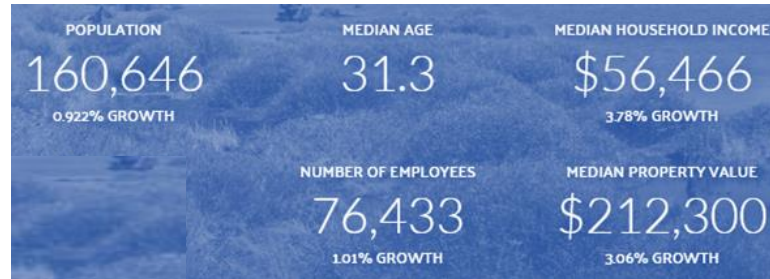 POPULATION
160,646
0.922% GROWTH
MEDIAN AGE
31.3
MEDIAN HOUSEHOLD INCOME
$56,466
3.78% GROWTH
NUMBER OF EMPLOYEES
76,433
1.01% GROWTH
MEDIAN PROPERTY VALUE
$212,300
3.06% GROWTH